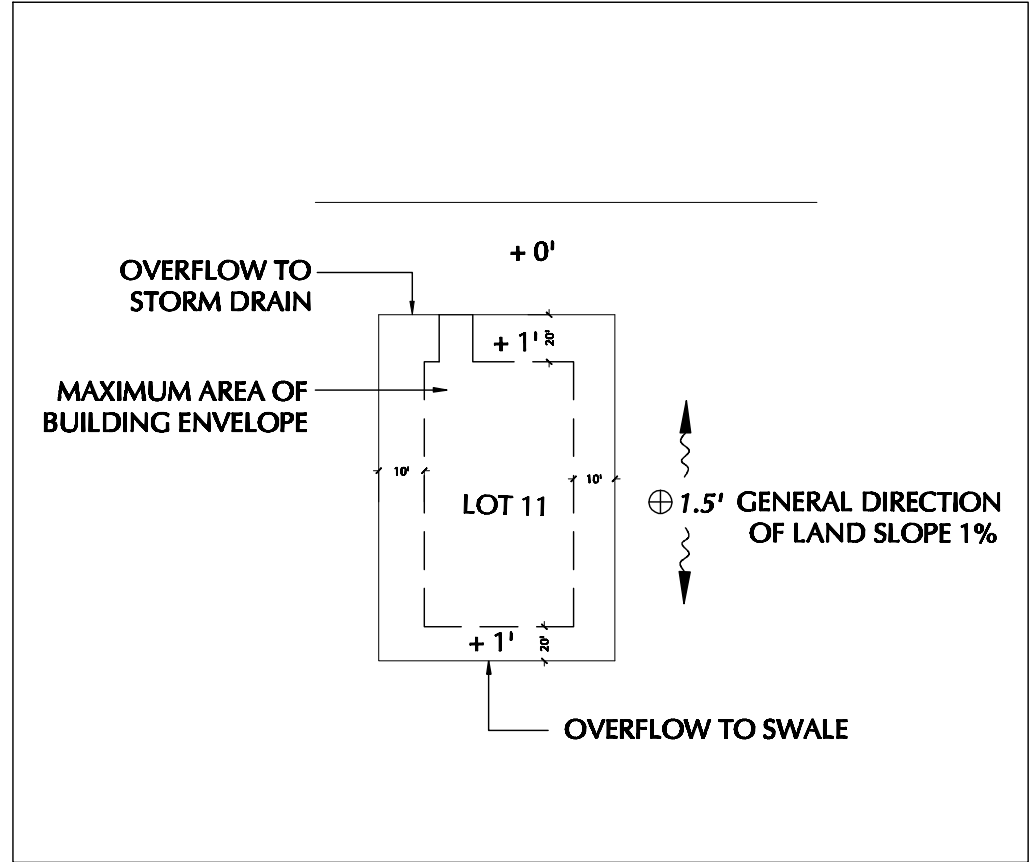 + 0'
OVERFLOW TO
STORM DRAIN
+ 1' 20'
MAXIMUM AREA OF
BUILDING ENVELOPE
10'
10'
LOT 11
⊕ 1.5' GENERAL DIRECTION
OF LAND SLOPE 1%
+ 1' 20'
OVERFLOW TO SWALE